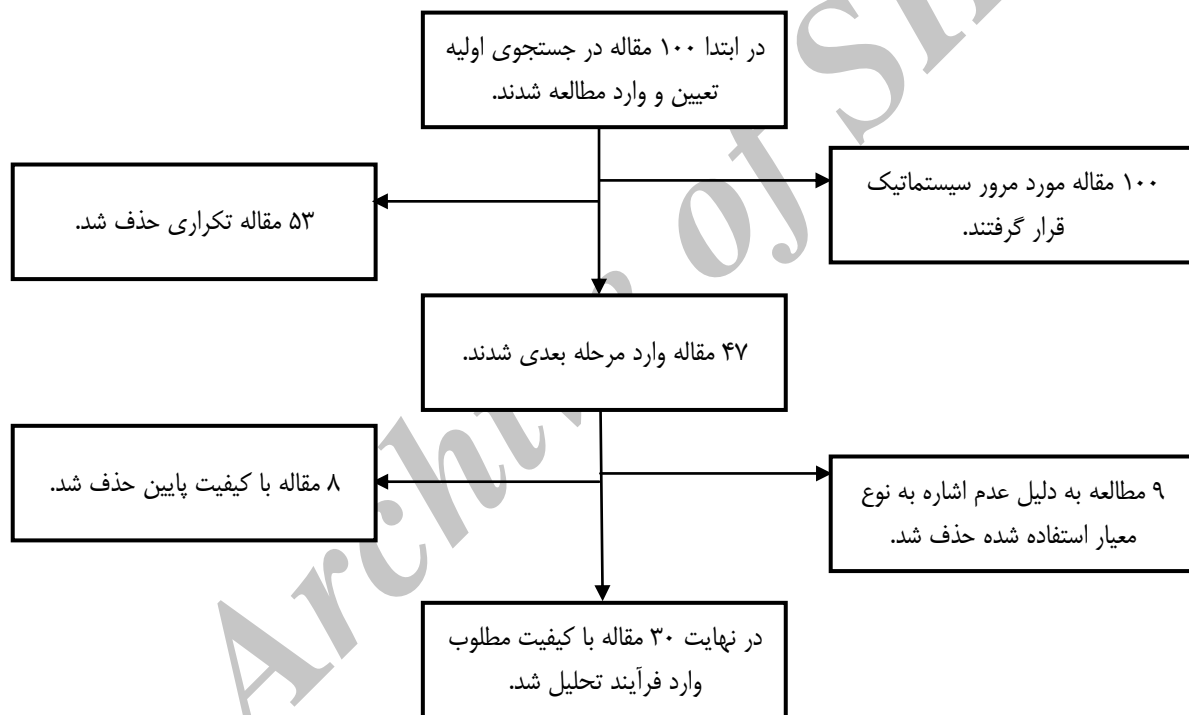 در ابتدا ۱۰۰ مقاله در جستجوی اولیه
تعیین و وارد مطالعه شدند.
۱۰۰ مقاله مورد مرور سیستماتیک
قرار گرفتند.
۵۳ مقاله تکراری حذف شد.
۴۷ مقاله وارد مرحله بعدی شدند.
۹ مطالعه به دلیل عدم اشاره به نوع
معیار استفاده شده حذف شد.
۸ مقاله با کیفیت پایین حذف شد.
در نهایت ۳۰ مقاله با کیفیت مطلوب
وارد فرآیند تحلیل شد.
Archive of SI